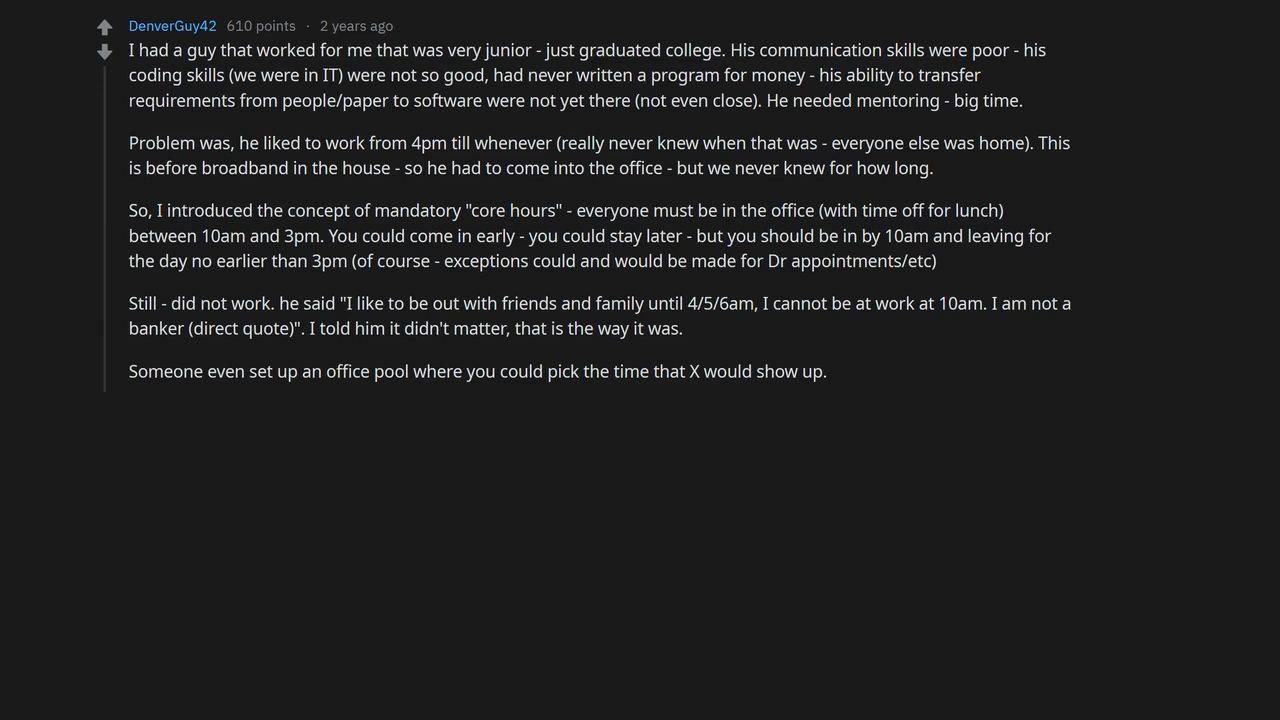 DenverGuy42 610 points · 2 years ago
I had a guy that worked for me that was very junior - just graduated college. His communication skills were poor - his
coding skills (we were in IT) were not so good, had never written a program for money - his ability to transfer
requirements from people/paper to software were not yet there (not even close). He needed mentoring - big time.
Problem was, he liked to work from 4pm till whenever (really never knew when that was - everyone else was home). This
is before broadband in the house - so he had to come into the office - but we never knew for how long.
So, I introduced the concept of mandatory "core hours" - everyone must be in the office (with time off for lunch)
between 10am and 3pm. You could come in early - you could stay later - but you should be in by 10am and leaving for
the day no earlier than 3pm (of course - exceptions could and would be made for Dr appointments/etc)
Still - did not work. he said "I like to be out with friends and family until 4/5/6am, I cannot be at work at 10am. I am not a
banker (direct quote)". I told him it didn't matter, that is the way it was.
Someone even set up an office pool where you could pick the time that X would show up.